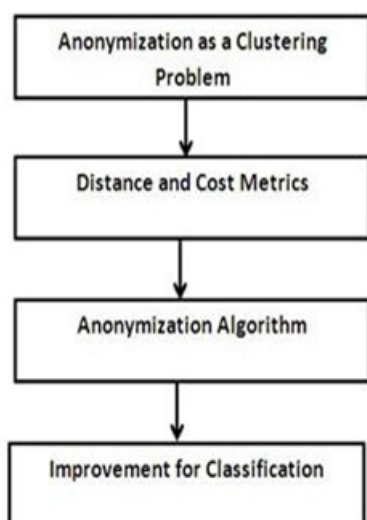 Anonymization as a Clustering
Problem
Distance and Cost Metrics
Anonymization Algorithm
Improvement for Classification